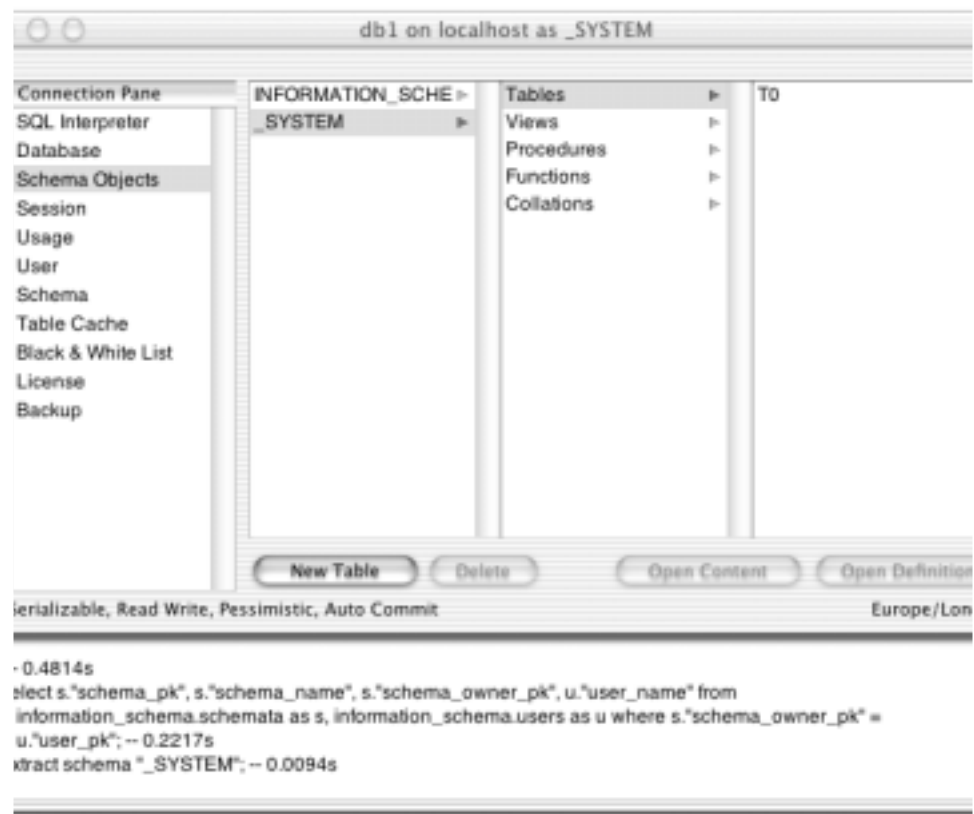 db1 on localhost as _SYSTEM
Connection Pane
SQL Interpreter
Database
Schema Objects
Session
Usage
User
Schema
Table Cache
Black & White List
License
Backup
INFORMATION_SCHE
_SYSTEM
Tables
Views
Procedures
Functions
Collations
T0
New Table
Delete
Open Content
Open Definition
Serializable, Read Write, Pessimistic, Auto Commit
Europe/Lon
- 0.4814s
elect s."schema_pk", s."schema_name", s."schema_owner_pk", u."user_name" from
information_schema.schemata as s, information_schema.users as u where s."schema_owner_pk" =
u."user_pk"; -- 0.2217s
xtract schema "_SYSTEM"; -- 0.0094s